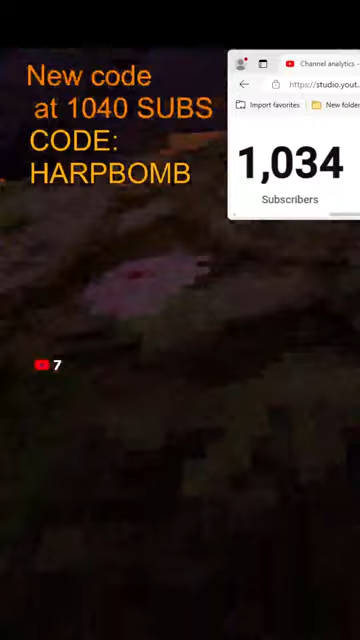 New code
at 1040 SUBS
CODE:
HARPBOMB
Channel analytics -
https://studio.yout
Import favorites
New folde
1,034
Subscribers
7